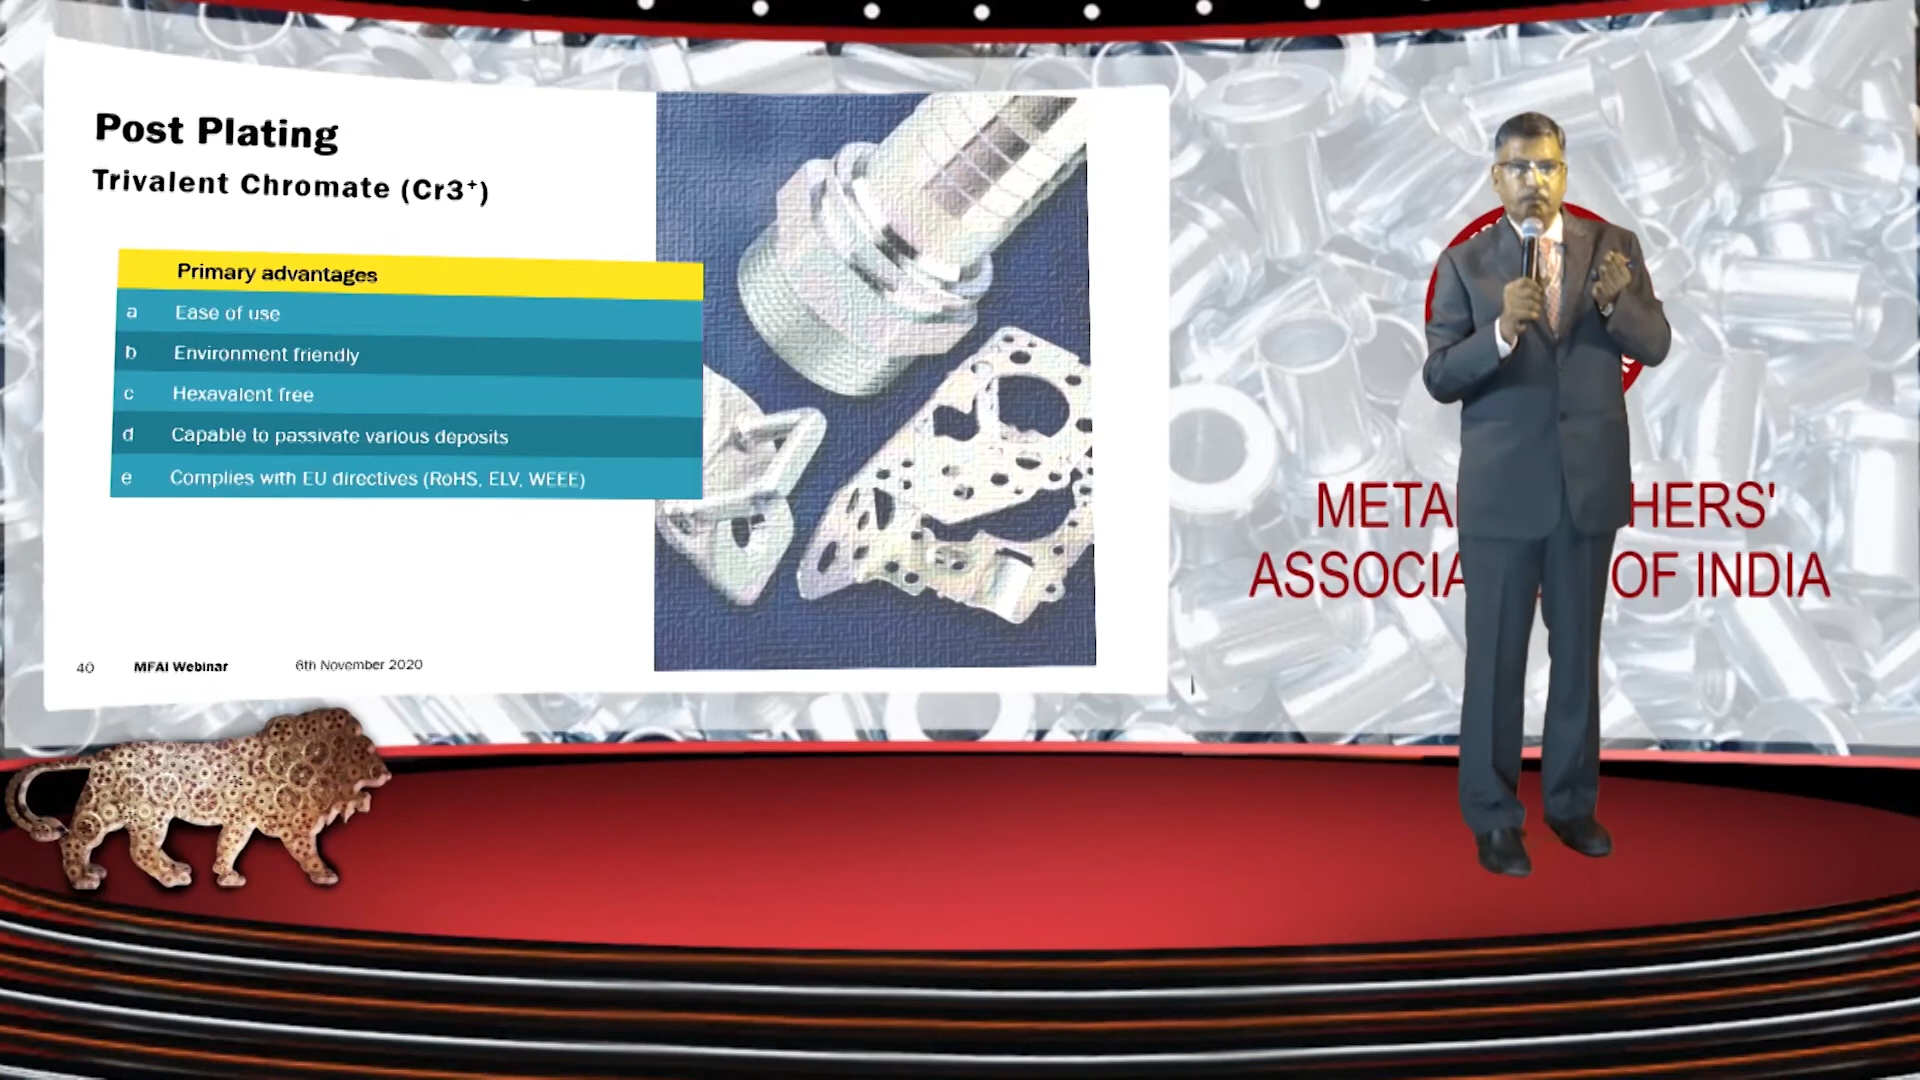 Post Plating
Trivalent Chromate (Cr3⁺)
Primary advantages
a Ease of use
b Environment friendly
c Hexavalent free
d Capable to passivate various deposits
e Complies with EU directives (RoHS, ELV, WEEE)
40 MFAI Webinar 6th November 2020
META HERS'
ASSOCIA OF INDIA